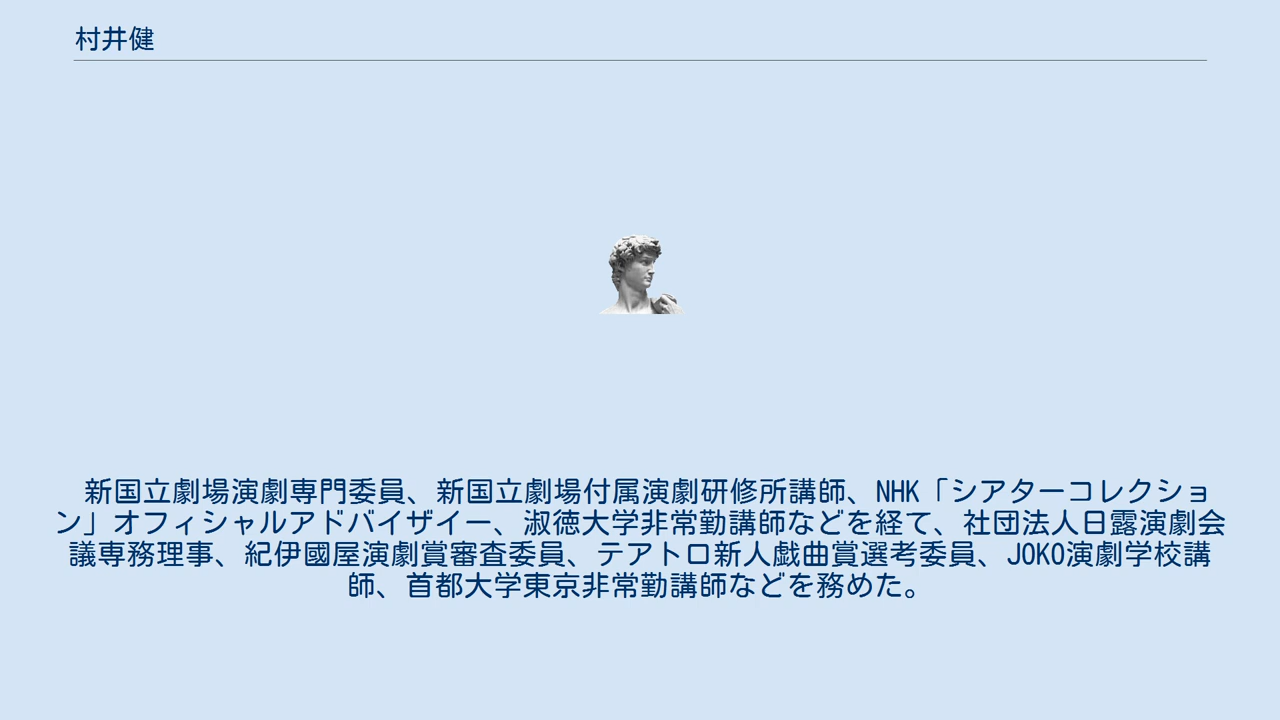 村井健
新国立劇場演劇専門委員、新国立劇場付属演劇研修所講師、NHK「シアターコレクショ
ン」オフィシャルアドバイザイー、淑徳大学非常勤講師などを経て、社団法人日露演劇会
議専務理事、紀伊國屋演劇賞審査委員、テアトロ新人戯曲賞選考委員、JOKO演劇学校講
師、首都大学東京非常勤講師などを務めた。